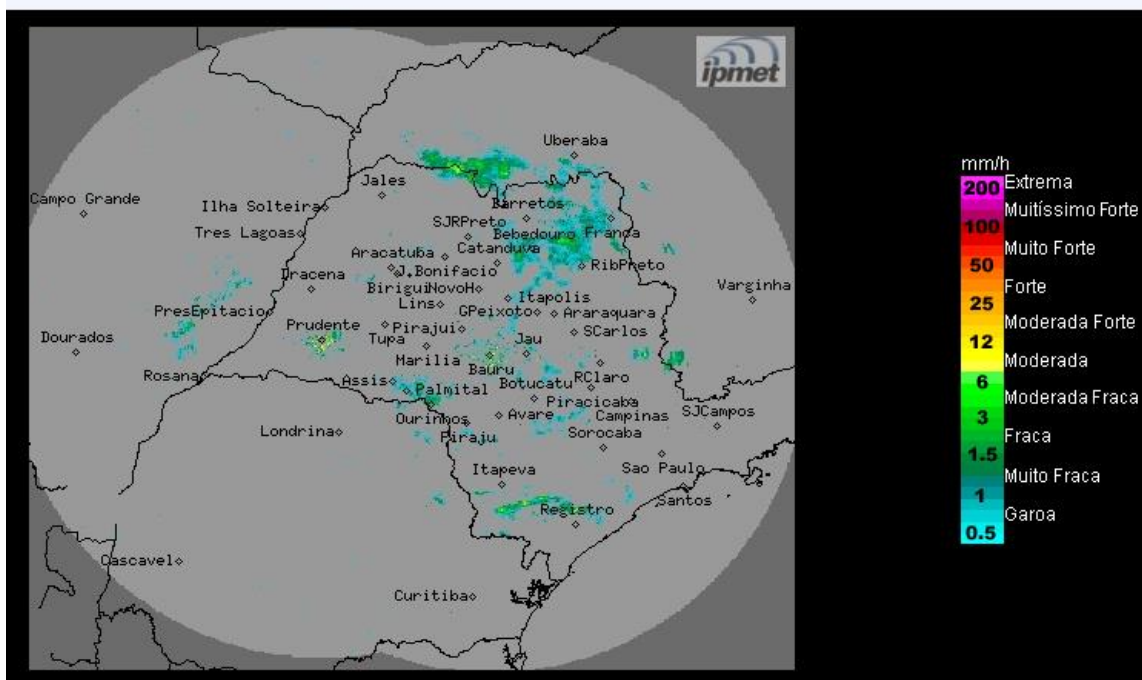 ipmet
Uberaba
Jales
Campo Grande
Ilha Solteira
Barretos
SJRPreto
Tres Lagoas
Bebedouro Franca
Catanduva
Aracatuba
J.Bonifacio
RibPreto
Dracena
Birigui NovoH
Varginha
Lins
Itapolis
PresEpitacio
GPeixoto
Araraquara
Prudente
Pirajui
SCarlos
Dourados
Tupa
Jau
Marilia
Bauru
Rosana
Assis
Botucatu
RClaro
Palmital
Piracicaba
Ourinhos
Avare
Campinas
SJCampos
Londrina
Piraju
Sorocaba
Itapeva
Sao Paulo
Santos
Registro
Cascavel
Curitiba
mm/h
200 Extrema
Muitíssimo Forte
100
Muito Forte
50
Forte
25
Moderada Forte
12
Moderada
6
Moderada Fraca
3
Fraca
1.5
Muito Fraca
1
Garoa
0.5